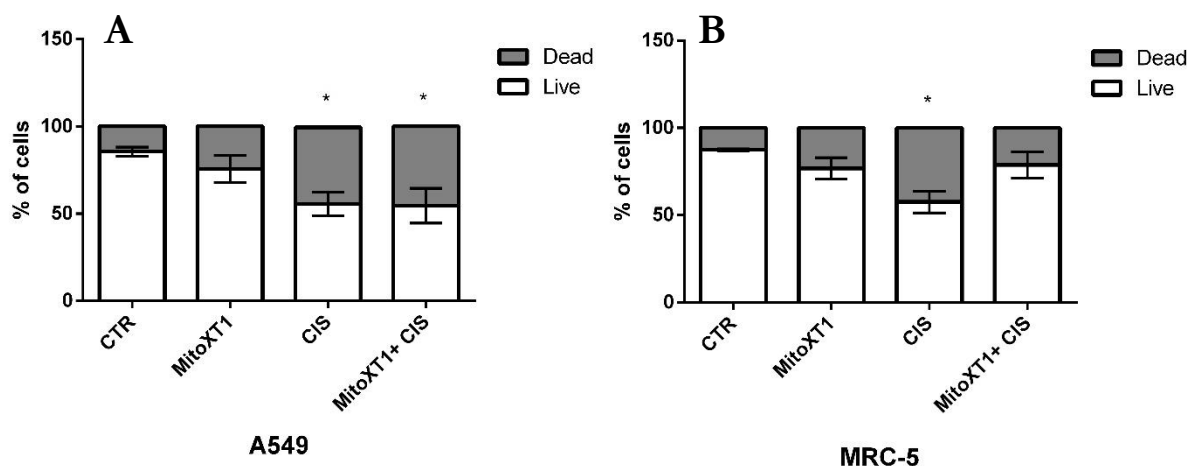 A
150
100
50
0
% of cells
Dead
Live
*
*
CTR
MitoXT1
CIS
MitoXT1+ CIS
A549
B
150
100
50
0
% of cells
Dead
Live
*
CTR
MitoXT1
CIS
MitoXT1+ CIS
MRC-5